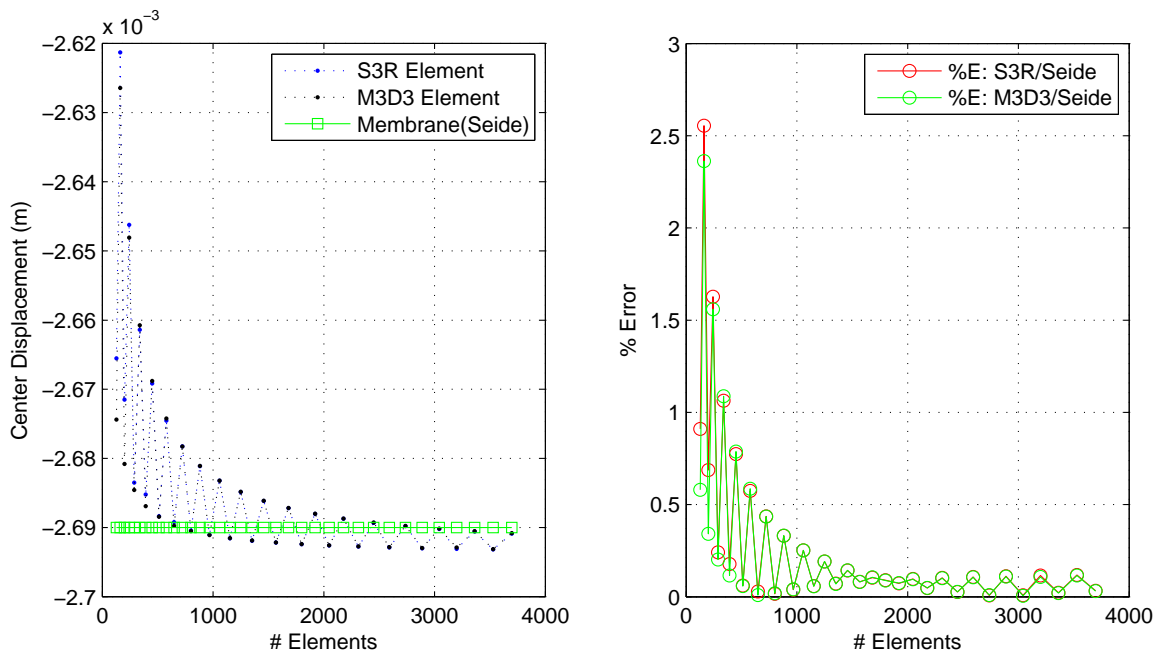 x 10⁻³
−2.62
−2.63
−2.64
−2.65
−2.66
−2.67
−2.68
−2.69
−2.7
Center Displacement (m)
0
1000
2000
3000
4000
# Elements
S3R Element
M3D3 Element
Membrane(Seide)
3
2.5
2
1.5
1
0.5
0
% Error
0
1000
2000
3000
4000
# Elements
%E: S3R/Seide
%E: M3D3/Seide